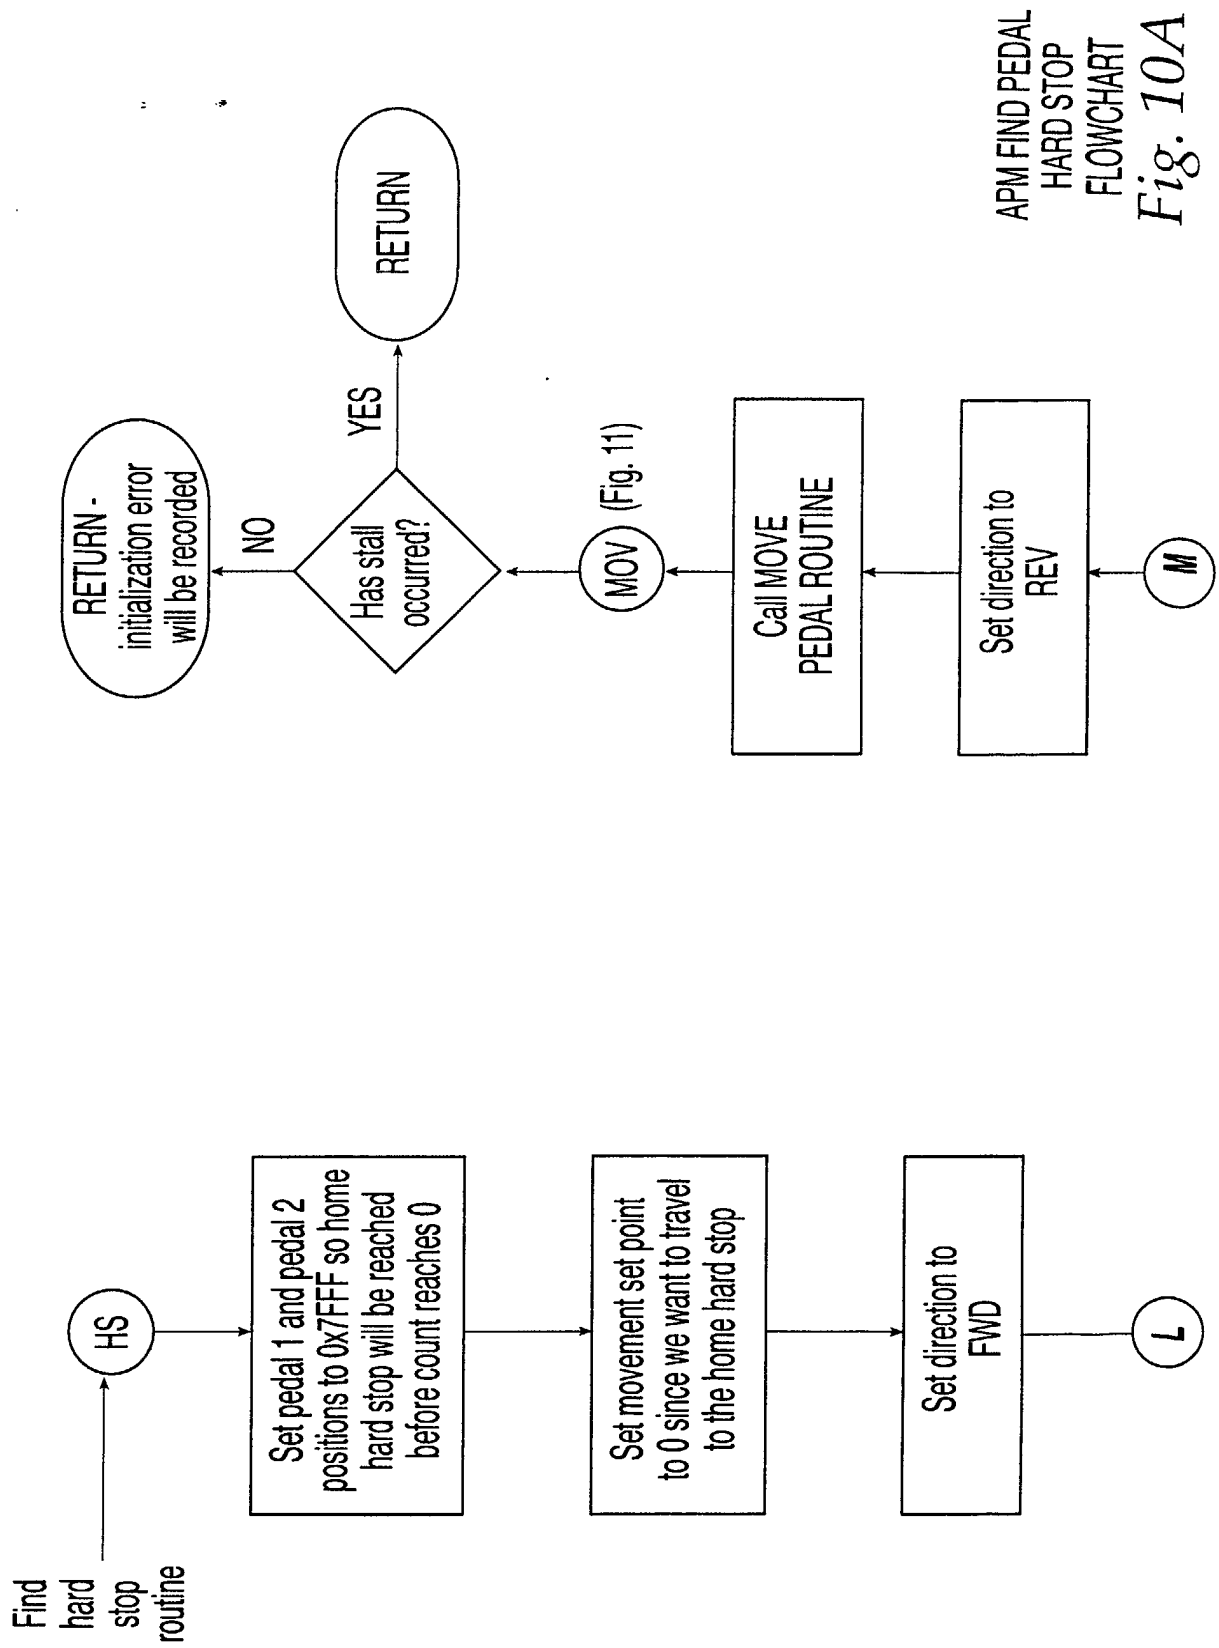 Find
hard
stop
routine
HS
Set pedal 1 and pedal 2
positions to 0x7FFF so home
hard stop will be reached
before count reaches 0
Set movement set point
to 0 since we want to travel
to the home hard stop
Set direction to
FWD
L
RETURN -
initialization error
will be recorded
NO
Has stall
occurred?
YES
RETURN
MOV
(Fig. 11)
Call MOVE
PEDAL ROUTINE
Set direction to
REV
M
APM FIND PEDAL
HARD STOP
FLOWCHART
Fig. 10A